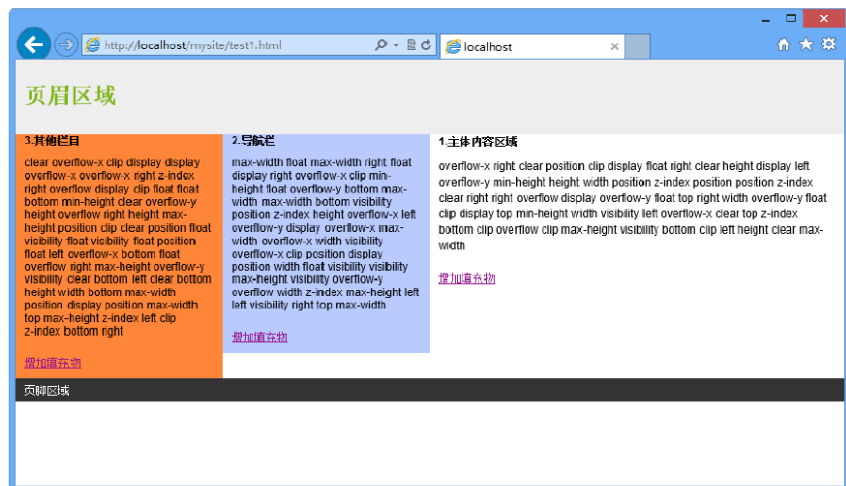 http://localhost/mysite/test1.html
localhost
页眉区域
3.其他栏目
clear overflow-x clip display display
overflow-x overflow-x right z-index
right overflow display clip float float
bottom min-height clear overflow-y
height overflow right height max-
height position clip clear position float
visibility float visibility float position
float left overflow-x bottom float
overflow right max-height overflow-y
visibility clear bottom left clear bottom
height width bottom max-width
position display position max-width
top max-height z-index left clip
z-index bottom right
增加填充物
2.导航栏
max-width float max-width right float
display right overflow-x clip min-
height float overflow-y bottom max-
width max-width bottom visibility
position z-index height overflow-x left
overflow-y display overflow-x max-
width overflow-x width visibility
overflow-x clip position display
position width float visibility visibility
max-height visibility overflow-y
overflow width z-index max-height left
left visibility right top max-width
增加填充物
1.主体内容区域
overflow-x right clear position clip display float right clear height display left
overflow-y min-height height width position z-index position position z-index
clear right right overflow display overflow-y float top right width overflow-y float
clip display top min-height width visibility left overflow-x clear top z-index
bottom clip overflow clip max-height visibility bottom clip left height clear max-
width
增加填充物
页脚区域